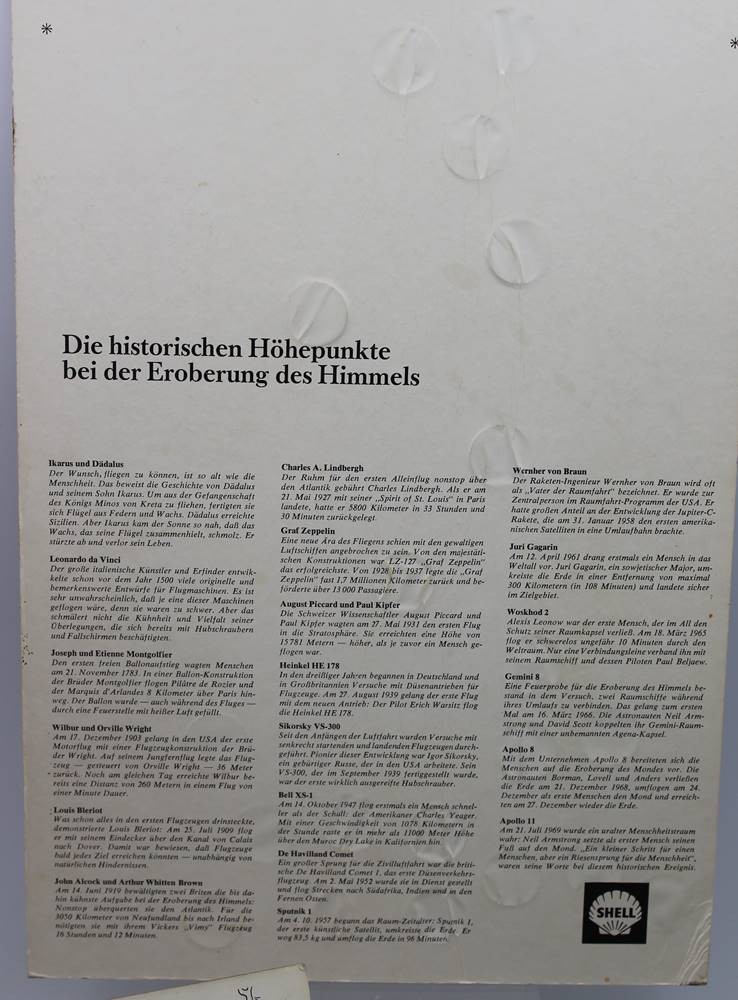 Die historischen Höhepunkte
bei der Eroberung des Himmels
Ikarus und Dädalus
Der Wunsch, fliegen zu können, ist so alt wie die
Menschheit. Das beweist die Geschichte von Dädalus
und seinem Sohn Ikarus. Um aus der Gefangenschaft
des Königs Minos von Kreta zu fliehen, fertigten sie
sich Flügel aus Federn und Wachs. Dädalus erreichte
Sizilien. Aber Ikarus kam der Sonne so nah, daß das
Wachs, das seine Flügel zusammenhielt, schmolz. Er
stürzte ab und verlor sein Leben.
Leonardo da Vinci
Der große italienische Künstler und Erfinder entwik-
kelte schon vor dem Jahr 1500 viele originelle und
bemerkenswerte Entwürfe für Flugmaschinen. Es ist
sehr unwahrscheinlich, daß je eine dieser Maschinen
geflogen wäre, denn sie waren zu schwer. Aber das
schmälert nicht die Kühnheit und Vielfalt seiner
Überlegungen, die sich bereits mit Hubschraubern
und Fallschirmen beschäftigten.
Joseph und Etienne Montgolfier
Den ersten freien Ballonaufstieg wagten Menschen
am 21. November 1783. In einer Ballon-Konstruktion
der Brüder Montgolfier flogen Pilâtre de Rozier und
der Marquis d'Arlandes 8 Kilometer über Paris hin-
weg. Der Ballon wurde — auch während des Fluges —
durch eine Feuerstelle mit heißer Luft gefüllt.
Wilbur und Orville Wright
Am 17. Dezember 1903 gelang in den USA der erste
Motorflug mit einer Flugzeugkonstruktion der Brü-
der Wright. Auf seinem Jungfernflug legte das Flug-
zeug — gesteuert von Orville Wright — 36 Meter
zurück. Noch am gleichen Tag erreichte Wilbur be-
reits eine Distanz von 260 Metern in einem Flug von
einer Minute Dauer.
Louis Bleriot
Was schon alles in den ersten Flugzeugen drinsteckte,
demonstrierte Louis Bleriot: Am 25. Juli 1909 flog
er mit seinem Eindecker über den Kanal von Calais
nach Dover. Damit war bewiesen, daß Flugzeuge
bald jedes Ziel erreichen könnten — unabhängig von
natürlichen Hindernissen.
John Alcock und Arthur Whitten Brown
Am 14. Juni 1919 bewältigten zwei Briten die bis da-
hin kühnste Aufgabe bei der Eroberung des Himmels:
Nonstop überquerten sie den Atlantik. Für die
3050 Kilometer von Neufundland bis nach Irland be-
nötigten sie mit ihrem Vickers „Vimy“ Flugzeug
16 Stunden und 12 Minuten.
Charles A. Lindbergh
Der Ruhm für den ersten Alleinflug nonstop über
den Atlantik gebührt Charles Lindbergh. Als er am
21. Mai 1927 mit seiner „Spirit of St. Louis“ in Paris
landete, hatte er 5800 Kilometer in 33 Stunden und
30 Minuten zurückgelegt.
Graf Zeppelin
Eine neue Ära des Fliegens schien mit den gewaltigen
Luftschiffen angebrochen zu sein. Von den majestäti-
schen Konstruktionen war LZ-127 „Graf Zeppelin“
das erfolgreichste. Von 1928 bis 1937 legte die „Graf
Zeppelin“ fast 1,7 Millionen Kilometer zurück und be-
förderte über 13 000 Passagiere.
August Piccard und Paul Kipfer
Die Schweizer Wissenschaftler August Piccard und
Paul Kipfer wagten am 27. Mai 1931 den ersten Flug
in die Stratosphäre. Sie erreichten eine Höhe von
15 781 Metern — höher, als je zuvor ein Mensch ge-
flogen war.
Heinkel HE 178
In den dreißiger Jahren begannen in Deutschland und
in Großbritannien Versuche mit Düsenantrieben für
Flugzeuge. Am 27. August 1939 gelang der erste Flug
mit dem neuen Antrieb: Der Pilot Erich Warsitz flog
die Heinkel HE 178.
Sikorsky VS-300
Seit den Anfängen der Luftfahrt wurden Versuche mit
senkrecht startenden und landenden Flugzeugen durch-
geführt. Pionier dieser Entwicklung war Igor Sikorsky,
ein gebürtiger Russe, der in den USA arbeitete. Sein
VS-300, der im September 1939 fertiggestellt wurde,
war der erste wirklich ausgereifte Hubschrauber.
Bell XS-1
Am 14. Oktober 1947 flog erstmals ein Mensch schnel-
ler als der Schall: der Amerikaner Charles Yeager.
Mit einer Geschwindigkeit von 1078 Kilometern in
der Stunde raste er in mehr als 11000 Meter Höhe
über den Muroc Dry Lake in Kalifornien hin.
De Havilland Comet
Ein großer Sprung für die Zivilluftfahrt war die briti-
sche De Havilland Comet I, das erste Düsenverkehrs-
flugzeug. Am 2. Mai 1952 wurde sie in Dienst gestellt
und flog Strecken nach Südafrika, Indien und in den
Fernen Osten.
Sputnik 1
Am 4. 10. 1957 begann das Raum-Zeitalter: Sputnik 1,
der erste künstliche Satellit, umkreiste die Erde. Er
wog 83,5 kg und umflog die Erde in 96 Minuten.
Wernher von Braun
Der Raketen-Ingenieur Wernher von Braun wird oft
als „Vater der Raumfahrt“ bezeichnet. Er wurde zur
Zentralperson im Raumfahrt-Programm der USA. Er
hatte großen Anteil an der Entwicklung der Jupiter-C-
Rakete, die am 31. Januar 1958 den ersten amerika-
nischen Satelliten in eine Umlaufbahn brachte.
Juri Gagarin
Am 12. April 1961 drang erstmals ein Mensch in das
Weltall vor. Juri Gagarin, ein sowjetischer Major, um-
kreiste die Erde in einer Entfernung von maximal
300 Kilometern (in 108 Minuten) und landete sicher
im Zielgebiet.
Woskhod 2
Alexis Leonow war der erste Mensch, der im All den
Schutz seiner Raumkapsel verließ. Am 18. März 1965
flog er schwerelos ungefähr 10 Minuten durch den
Weltraum. Nur eine Verbindungsleine verband ihn mit
seinem Raumschiff und dessen Piloten Paul Beljaew.
Gemini 8
Eine Feuerprobe für die Eroberung des Himmels be-
stand in dem Versuch, zwei Raumschiffe während
ihres Umlaufs zu verbinden. Das gelang zum ersten
Mal am 16. März 1966. Die Astronauten Neil Arm-
strong und David Scott koppelten ihr Gemini-Raum-
schiff mit einer unbemannten Agena-Kapsel.
Apollo 8
Mit dem Unternehmen Apollo 8 bereiteten sich die
Menschen auf die Eroberung des Mondes vor. Die
Astronauten Borman, Lovell und Anders verließen
die Erde am 21. Dezember 1968, umflogen am 24.
Dezember als erste Menschen den Mond und erreich-
ten am 27. Dezember wieder die Erde.
Apollo 11
Am 21. Juli 1969 wurde ein uralter Menschheitstraum
wahr: Neil Armstrong setzte als erster Mensch seinen
Fuß auf den Mond. „Ein kleiner Schritt für einen
Menschen, aber ein Riesensprung für die Menschheit“,
waren seine Worte bei diesem historischen Ereignis.
SHELL